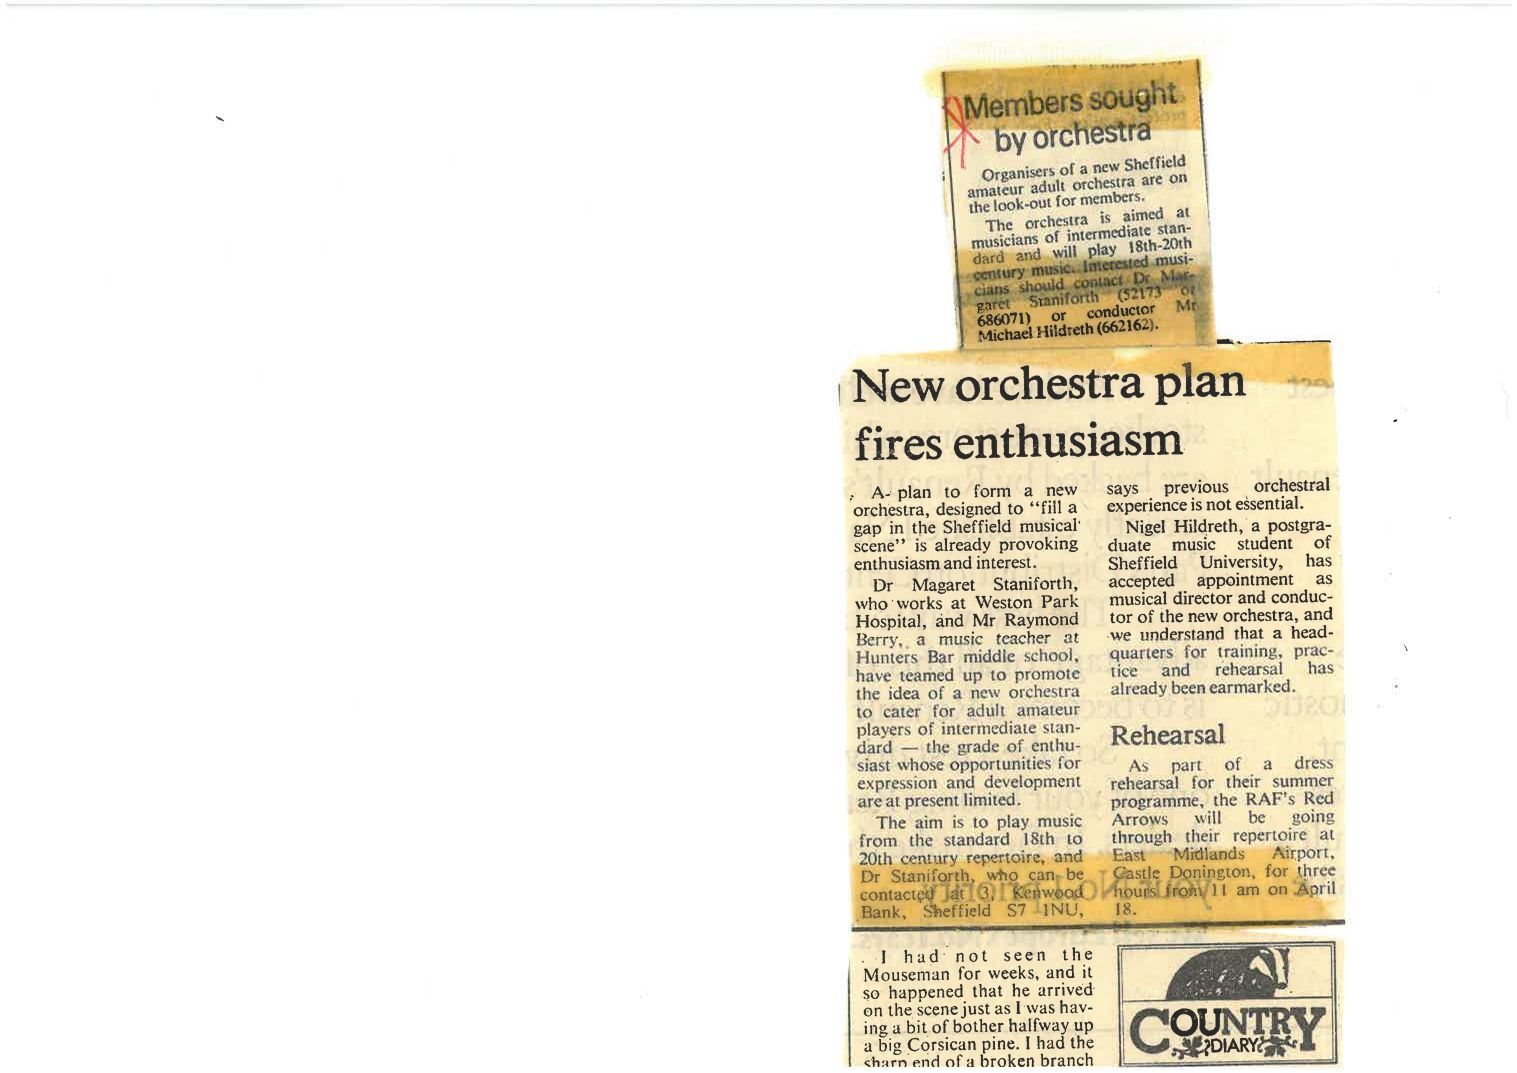 Members sought
by orchestra
Organisers of a new Sheffield
amateur adult orchestra are on
the look-out for members.
The orchestra is aimed at
musicians of intermediate stan-
dard and will play 18th-20th
century music. Interested musi-
cians should contact Dr Mar-
garet Staniforth (52173 or
686071) or conductor Mr
Michael Hildreth (662162).
New orchestra plan
fires enthusiasm
A plan to form a new
orchestra, designed to “fill a
gap in the Sheffield musical
scene” is already provoking
enthusiasm and interest.
Dr Magaret Staniforth,
who works at Weston Park
Hospital, and Mr Raymond
Berry, a music teacher at
Hunters Bar middle school,
have teamed up to promote
the idea of a new orchestra
to cater for adult amateur
players of intermediate stan-
dard — the grade of enthu-
siast whose opportunities for
expression and development
are at present limited.
The aim is to play music
from the standard 18th to
20th century repertoire, and
Dr Staniforth, who can be
contacted at 3, Kenwood
Bank, Sheffield S7 1NU,
says previous orchestral
experience is not essential.
Nigel Hildreth, a postgra-
duate music student of
Sheffield University, has
accepted appointment as
musical director and conduc-
tor of the new orchestra, and
we understand that a head-
quarters for training, prac-
tice and rehearsal has
already been earmarked.
Rehearsal
As part of a dress
rehearsal for their summer
programme, the RAF's Red
Arrows will be going
through their repertoire at
East Midlands Airport,
Castle Donington, for three
hours from 11 am on April
18.
I had not seen the
Mouseman for weeks, and it
so happened that he arrived
on the scene just as I was hav-
ing a bit of bother halfway up
a big Corsican pine. I had the
sharp end of a broken branch
COUNTRY
DIARY